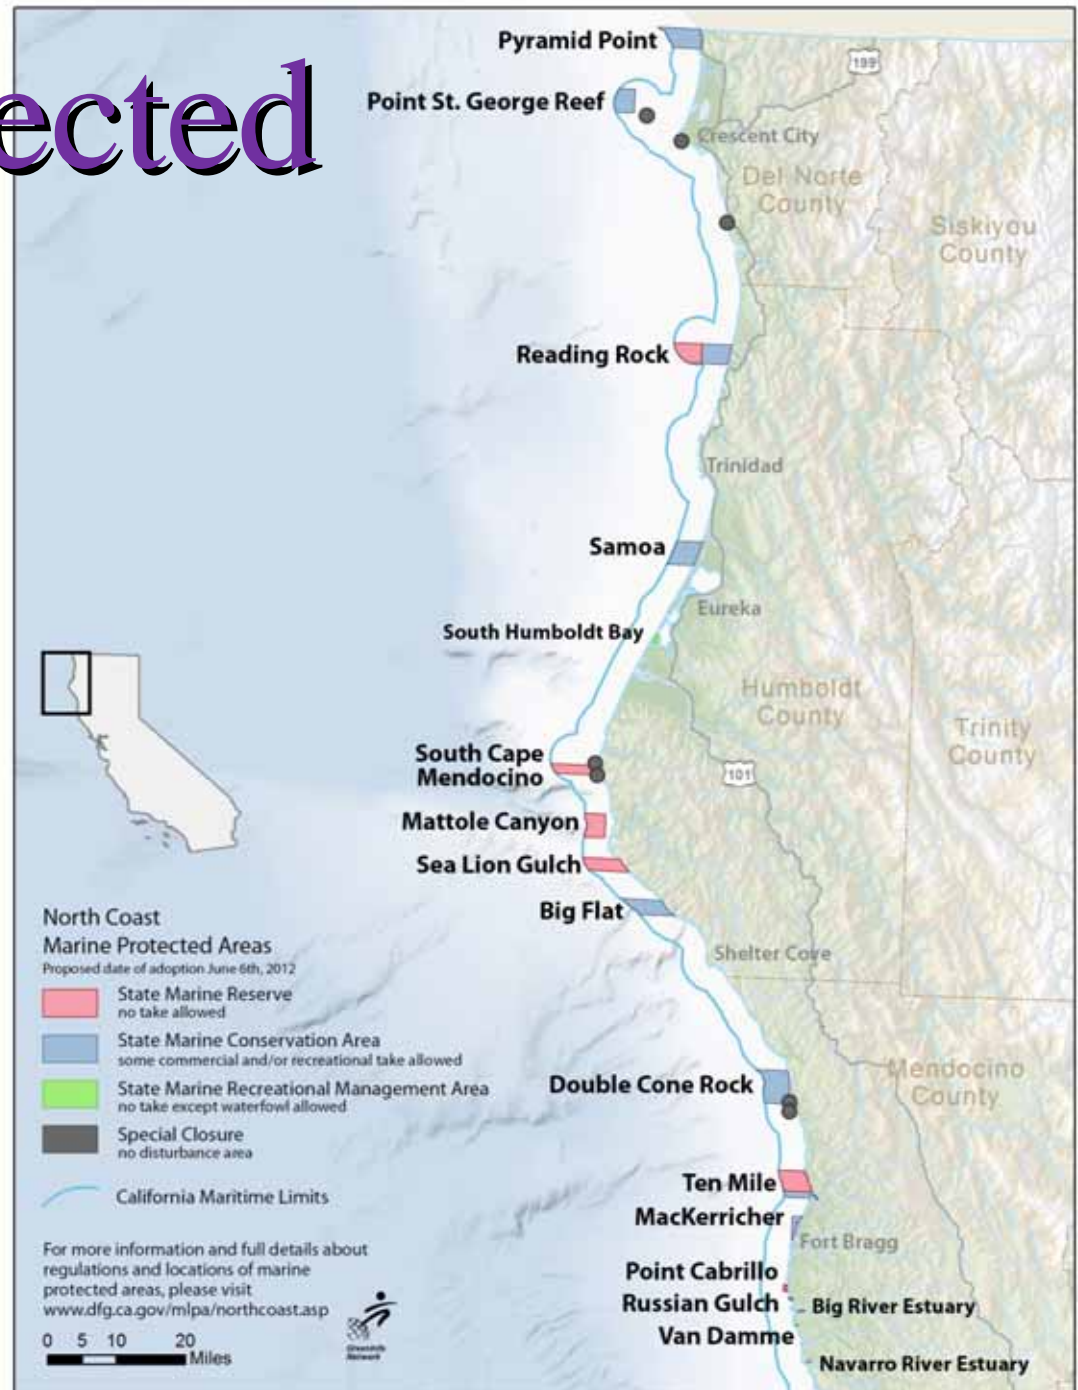 ected
Pyramid Point
199
Point St. George Reef
Crescent City
Del Norte
County
Siskiyou
County
Reading Rock
Trinidad
Samoa
Eureka
South Humboldt Bay
Humboldt
County
Trinity
County
South Cape
Mendocino
101
Mattole Canyon
Sea Lion Gulch
Big Flat
Shelter Cove
North Coast
Marine Protected Areas
Proposed date of adoption June 6th, 2012
State Marine Reserve
no take allowed
State Marine Conservation Area
some commercial and/or recreational take allowed
State Marine Recreational Management Area
no take except waterfowl allowed
Special Closure
no disturbance area
California Maritime Limits
Mendocino
County
Double Cone Rock
Ten Mile
MacKerricher
Fort Bragg
Point Cabrillo
Russian Gulch
Big River Estuary
Van Damme
Navarro River Estuary
For more information and full details about
regulations and locations of marine
protected areas, please visit
www.dfg.ca.gov/mlpa/northcoast.asp
0 5 10 20
Miles
Network